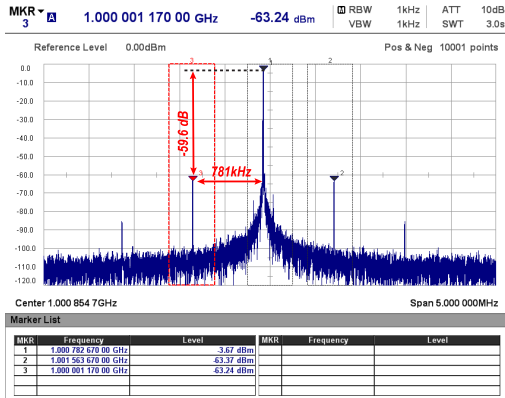 MKR A 1.000 001 170 00 GHz -63.24 dBm M RBW 1kHz ATT 10dB
3 VBW 1kHz SWT 3.0s
Reference Level 0.00dBm Pos & Neg 10001 points
3 1 2
0.0
-10.0
-20.0
-30.0
-40.0
-59.6 dB
-50.0
-60.0 3 781kHz 2
-70.0
-80.0
-90.0
-100.0
-110.0
-120.0
Center 1.000 854 7GHz Span 5.000 000MHz
Marker List
MKR Frequency Level MKR Frequency Level
1 1.000 782 670 00 GHz -3.67 dBm
2 1.001 563 670 00 GHz -63.37 dBm
3 1.000 001 170 00 GHz -63.24 dBm